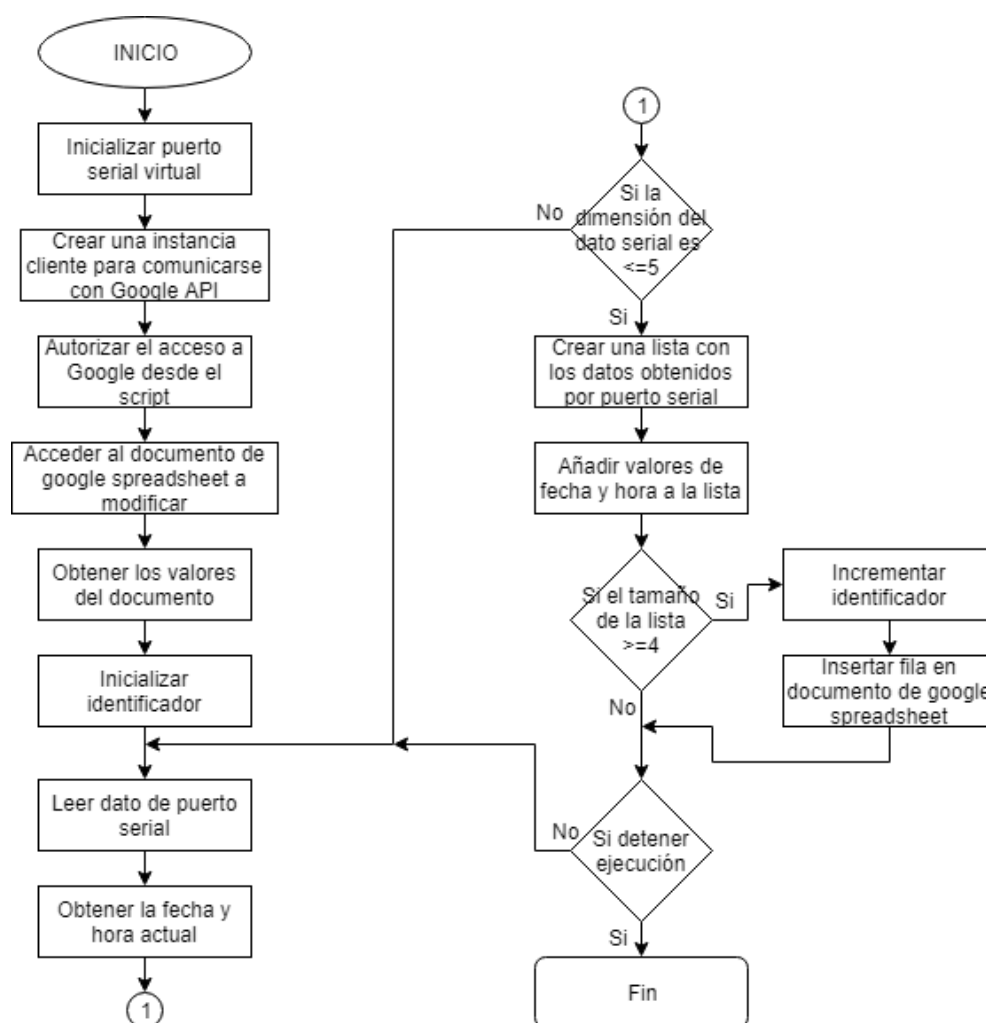 INICIO
Inicializar puerto
serial virtual
Crear una instancia
cliente para comunicarse
con Google API
Autorizar el acceso a
Google desde el
script
Acceder al documento de
google spreadsheet a
modificar
Obtener los valores
del documento
Inicializar
identificador
Leer dato de puerto
serial
Obtener la fecha y
hora actual
1
1
Si la
dimensión del
dato serial es
<=5
No
Si
Crear una lista con
los datos obtenidos
por puerto serial
Añadir valores de
fecha y hora a la lista
Si el tamaño
de la lista
>=4
Si
Incrementar
identificador
Insertar fila en
documento de google
spreadsheet
No
Si detener
ejecución
No
Si
Fin